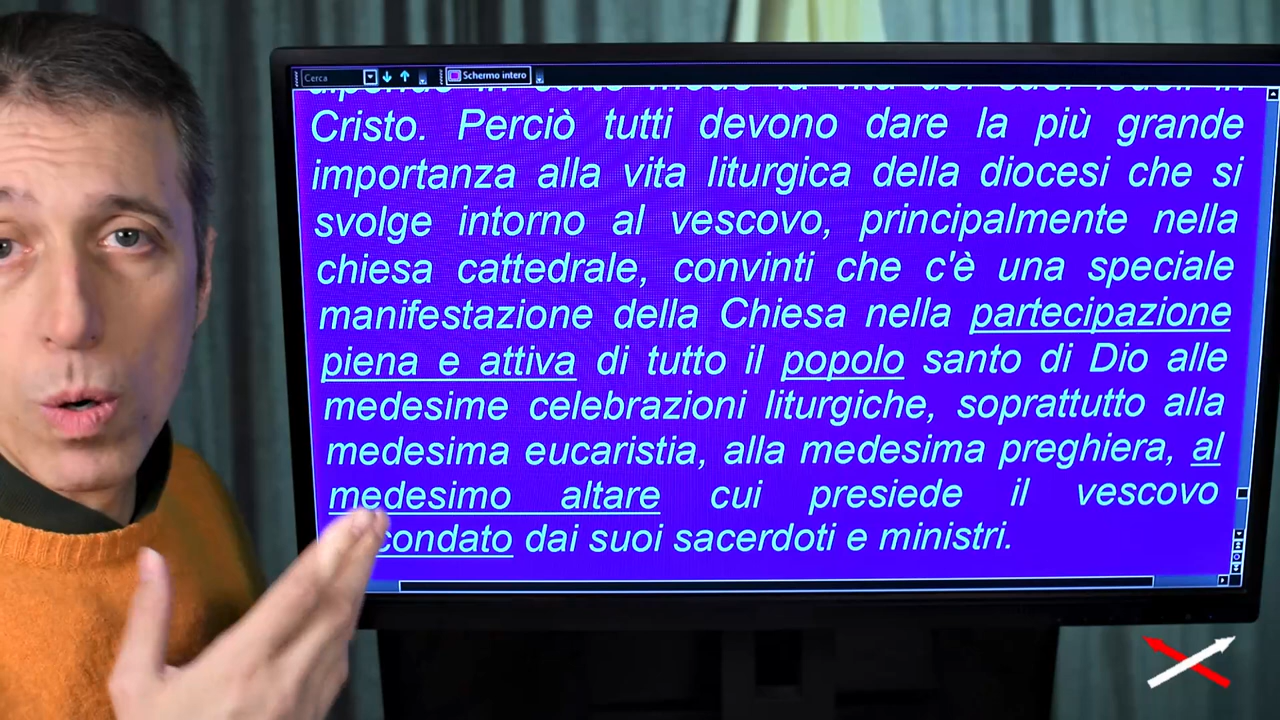 Cerca
Schermo intero
Cristo. Perciò tutti devono dare la più grande
importanza alla vita liturgica della diocesi che si
svolge intorno al vescovo, principalmente nella
chiesa cattedrale, convinti che c'è una speciale
manifestazione della Chiesa nella partecipazione
piena e attiva di tutto il popolo santo di Dio alle
medesime celebrazioni liturgiche, soprattutto alla
medesima eucaristia, alla medesima preghiera, al
medesimo altare cui presiede il vescovo
dai suoi sacerdoti e ministri.